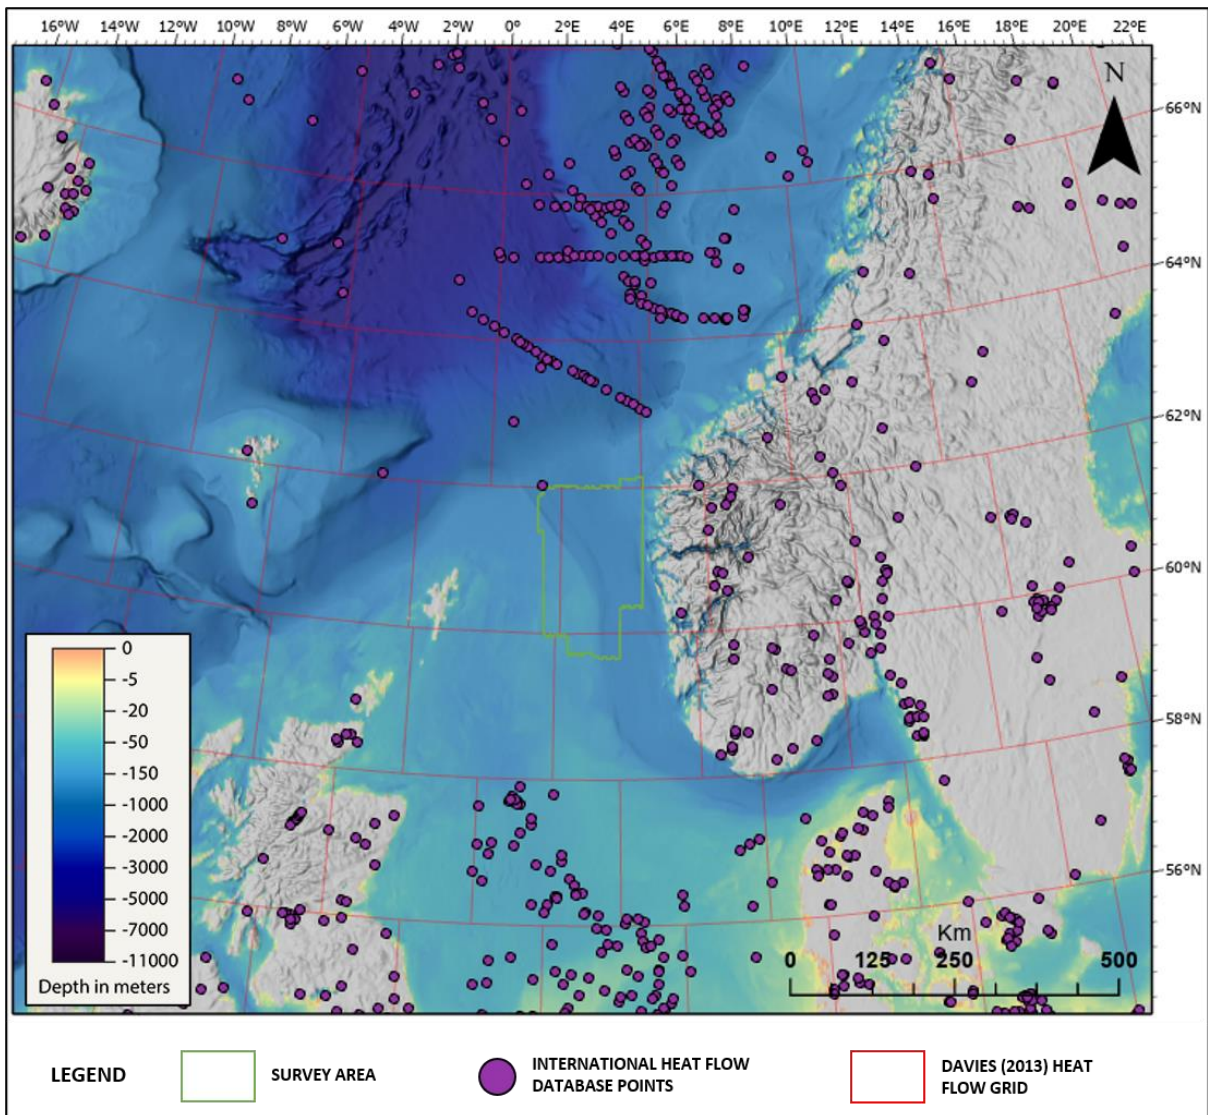 16°W 14°W 12°W 10°W 8°W 6°W 4°W 2°W 0° 2°E 4°E 6°E 8°E 10°E 12°E 14°E 16°E 18°E 20°E 22°E
N
66°N
64°N
62°N
60°N
58°N
56°N
0
-5
-20
-50
-150
-1000
-2000
-3000
-5000
-7000
-11000
Depth in meters
Km
0 125 250 500
LEGEND
SURVEY AREA
INTERNATIONAL HEAT FLOW
DATABASE POINTS
DAVIES (2013) HEAT
FLOW GRID